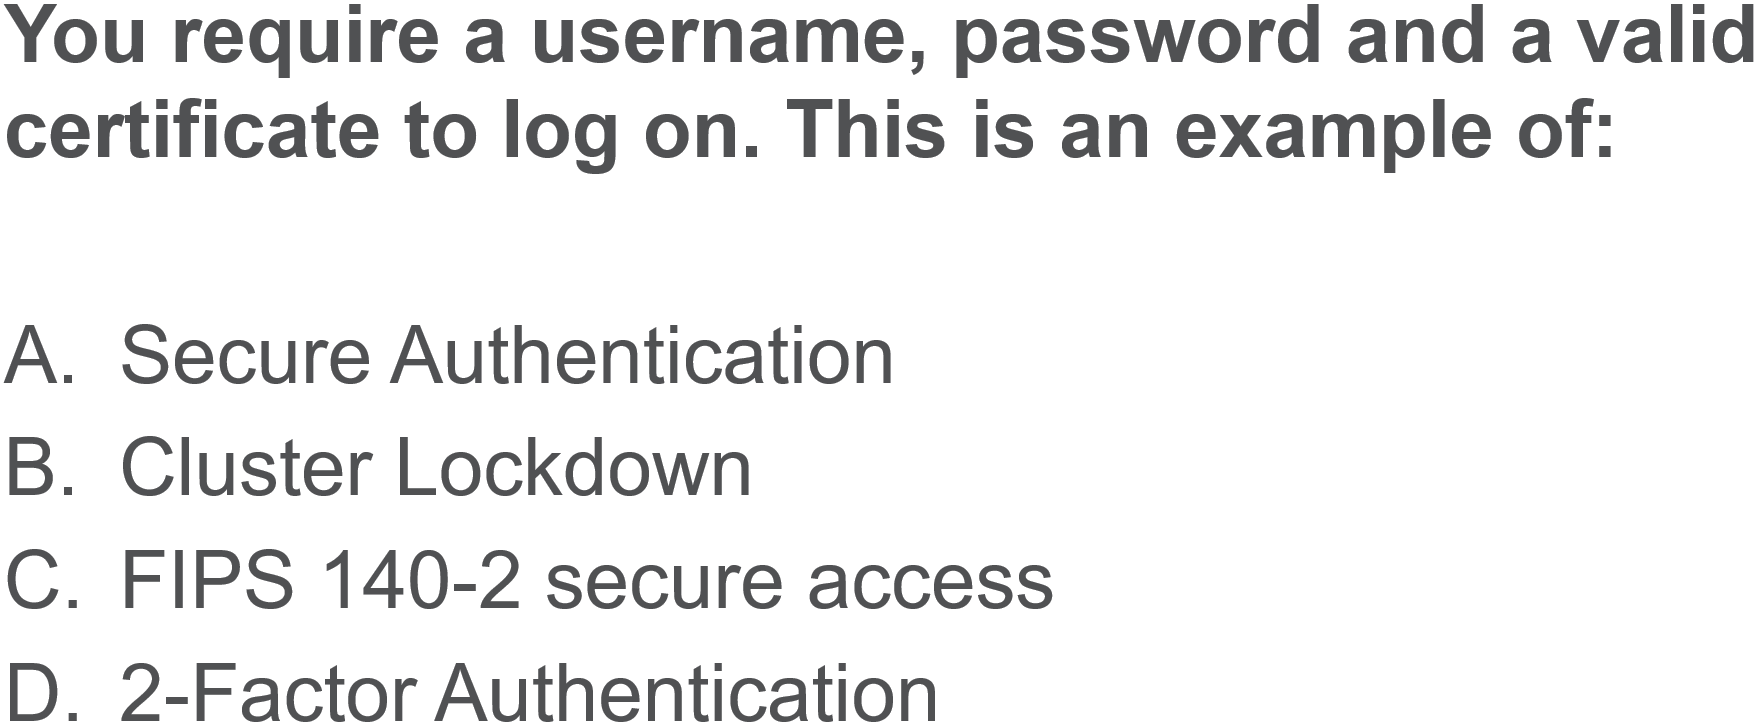 You require a username, password and a valid
certificate to log on. This is an example of:
A. Secure Authentication
B. Cluster Lockdown
C. FIPS 140-2 secure access
D. 2-Factor Authentication